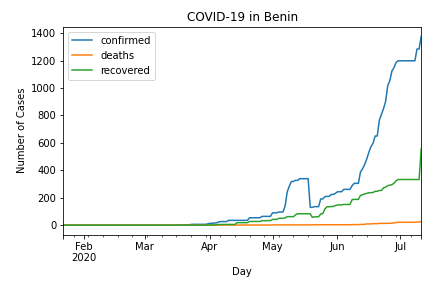 COVID-19 in Benin
1400
1200
1000
800
600
400
200
0
Number of Cases
confirmed
deaths
recovered
Feb
2020
Mar
Apr
May
Jun
Jul
Day